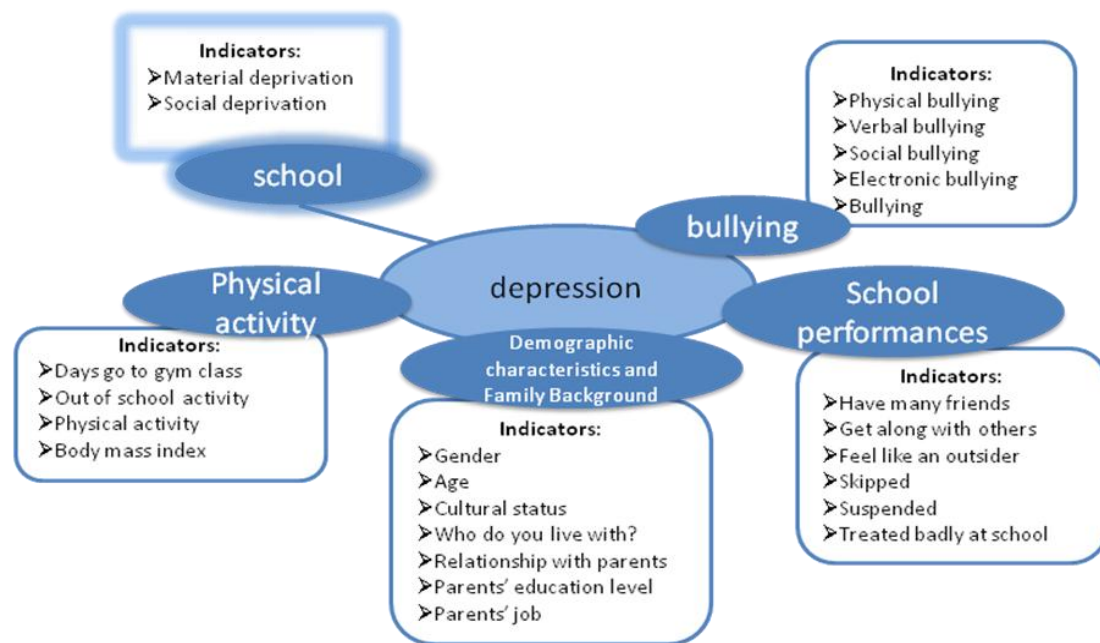 Indicators:
➤Material deprivation
➤Social deprivation
school
Indicators:
➤Physical bullying
➤Verbal bullying
➤Social bullying
➤Electronic bullying
➤Bullying
bullying
depression
Physical
activity
Indicators:
➤Days go to gym class
➤Out of school activity
➤Physical activity
➤Body mass index
Demographic
characteristics and
Family Background
Indicators:
➤Gender
➤Age
➤Cultural status
➤Who do you live with?
➤Relationship with parents
➤Parents’ education level
➤Parents’ job
School
performances
Indicators:
➤Have many friends
➤Get along with others
➤Feel like an outsider
➤Skipped
➤Suspended
➤Treated badly at school